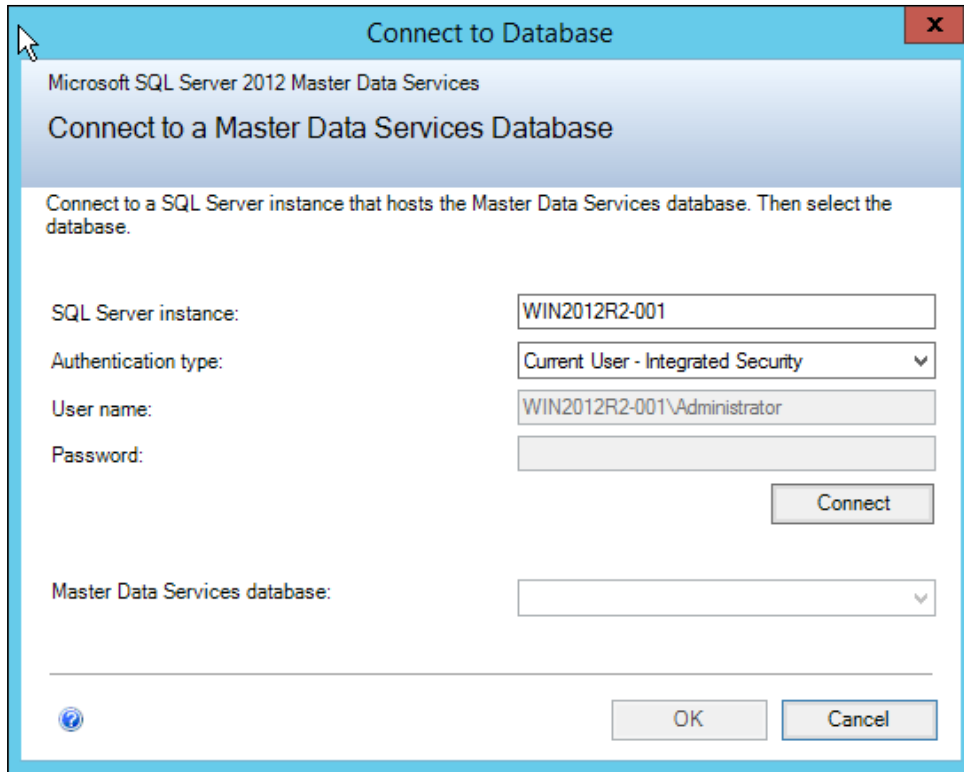 Connect to Database
x
Microsoft SQL Server 2012 Master Data Services
Connect to a Master Data Services Database
Connect to a SQL Server instance that hosts the Master Data Services database. Then select the
database.
SQL Server instance:
WIN2012R2-001
Authentication type:
Current User - Integrated Security
User name:
WIN2012R2-001\Administrator
Password:
Connect
Master Data Services database:
?
OK
Cancel